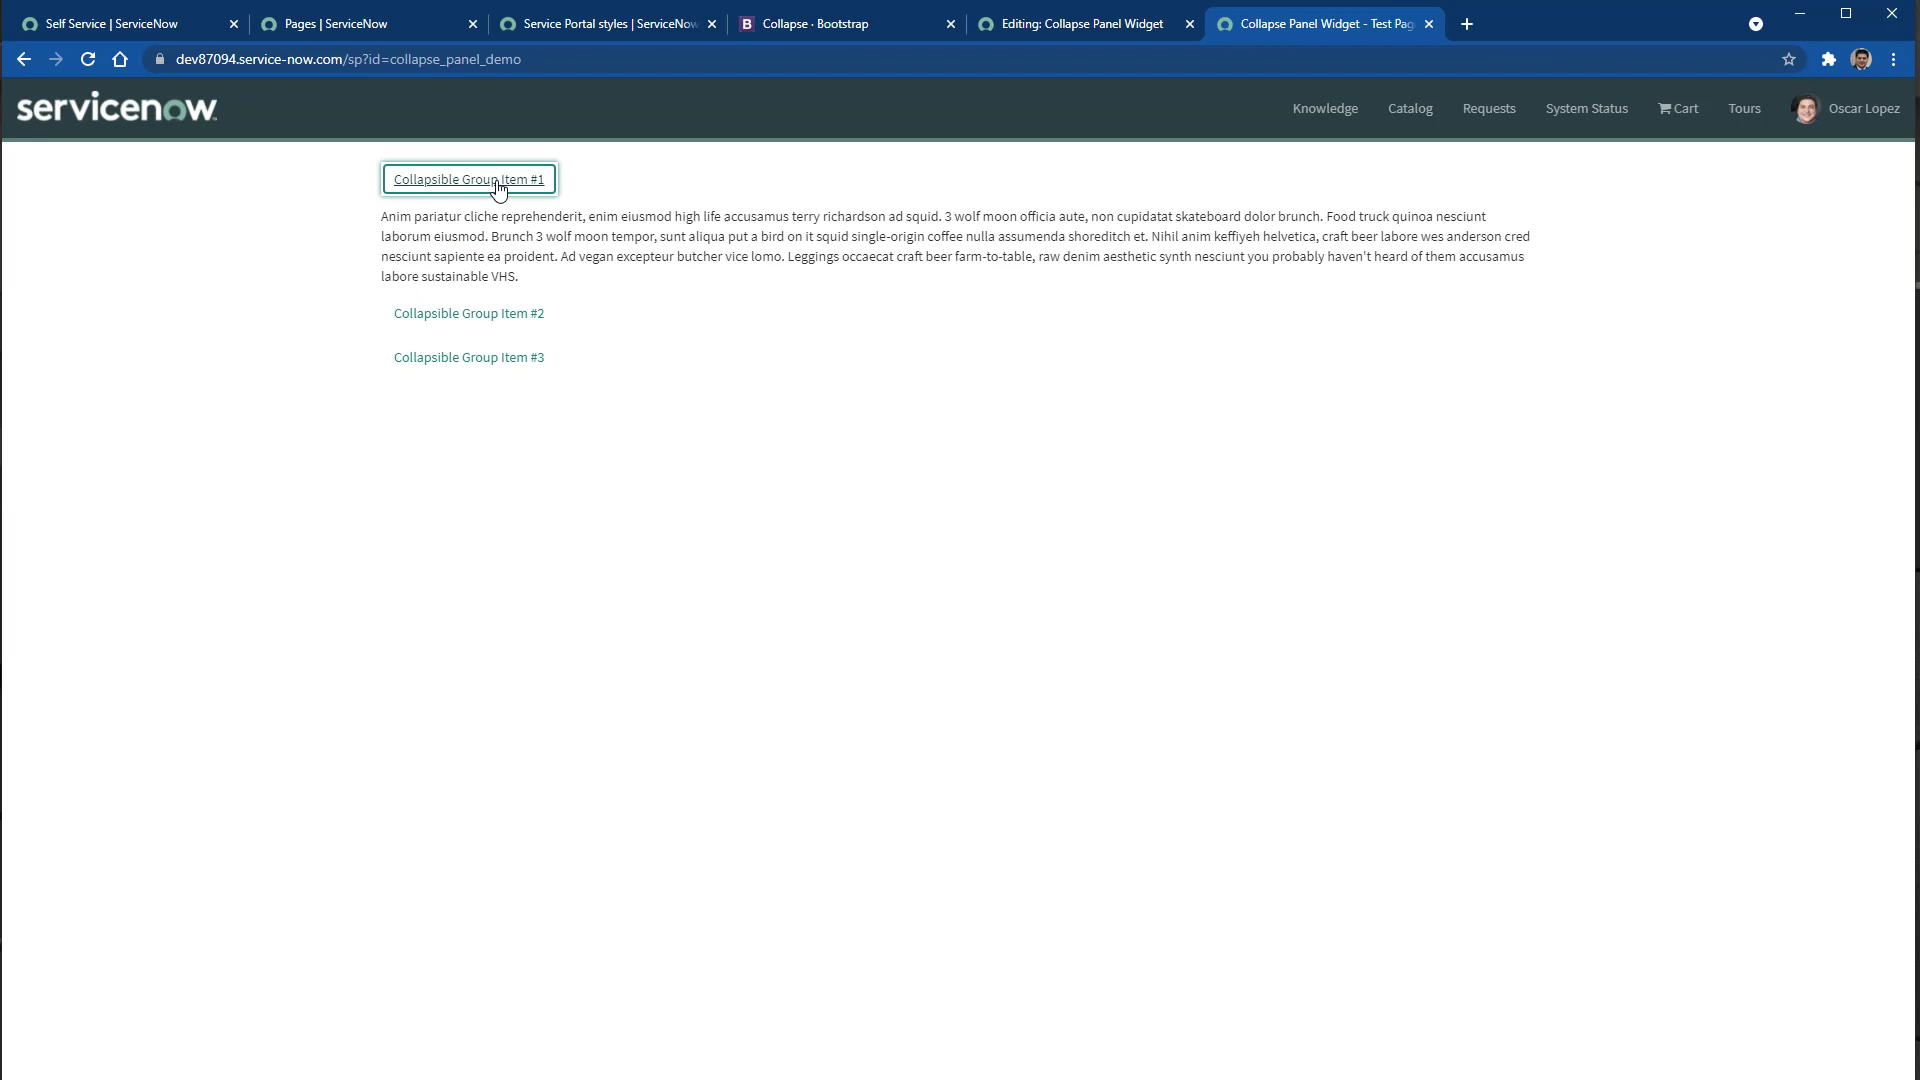 Self Service | ServiceNow
Pages | ServiceNow
Service Portal styles | ServiceNow
B Collapse · Bootstrap
Editing: Collapse Panel Widget
Collapse Panel Widget - Test Pag
dev87094.service-now.com/sp?id=collapse_panel_demo
servicenow
Knowledge
Catalog
Requests
System Status
Cart
Tours
Oscar Lopez
Collapsible Group Item #1
Anim pariatur cliche reprehenderit, enim eiusmod high life accusamus terry richardson ad squid. 3 wolf moon officia aute, non cupidatat skateboard dolor brunch. Food truck quinoa nesciunt
laborum eiusmod. Brunch 3 wolf moon tempor, sunt aliqua put a bird on it squid single-origin coffee nulla assumenda shoreditch et. Nihil anim keffiyeh helvetica, craft beer labore wes anderson cred
nesciunt sapiente ea proident. Ad vegan excepteur butcher vice lomo. Leggings occaecat craft beer farm-to-table, raw denim aesthetic synth nesciunt you probably haven't heard of them accusamus
labore sustainable VHS.
Collapsible Group Item #2
Collapsible Group Item #3